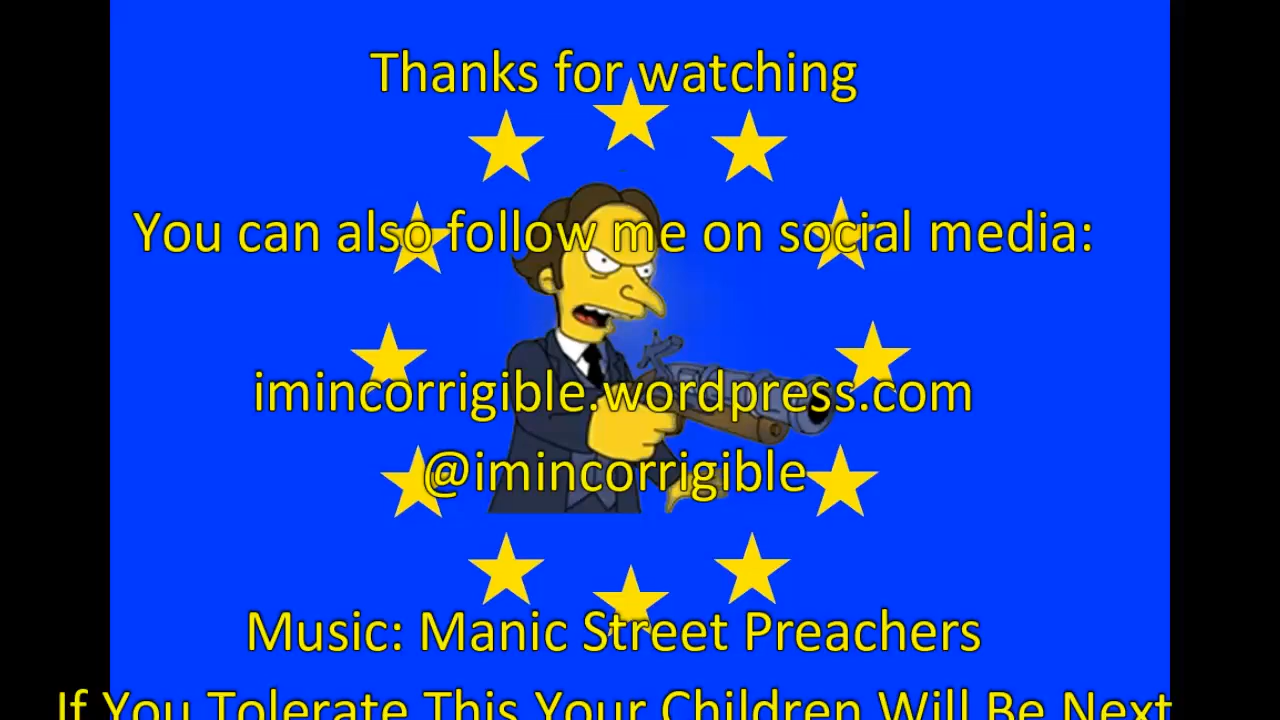 Thanks for watching
You can also follow me on social media:
imincorrigible.wordpress.com
@imincorrigible
Music: Manic Street Preachers
If You Tolerate This Your Children Will Be Next